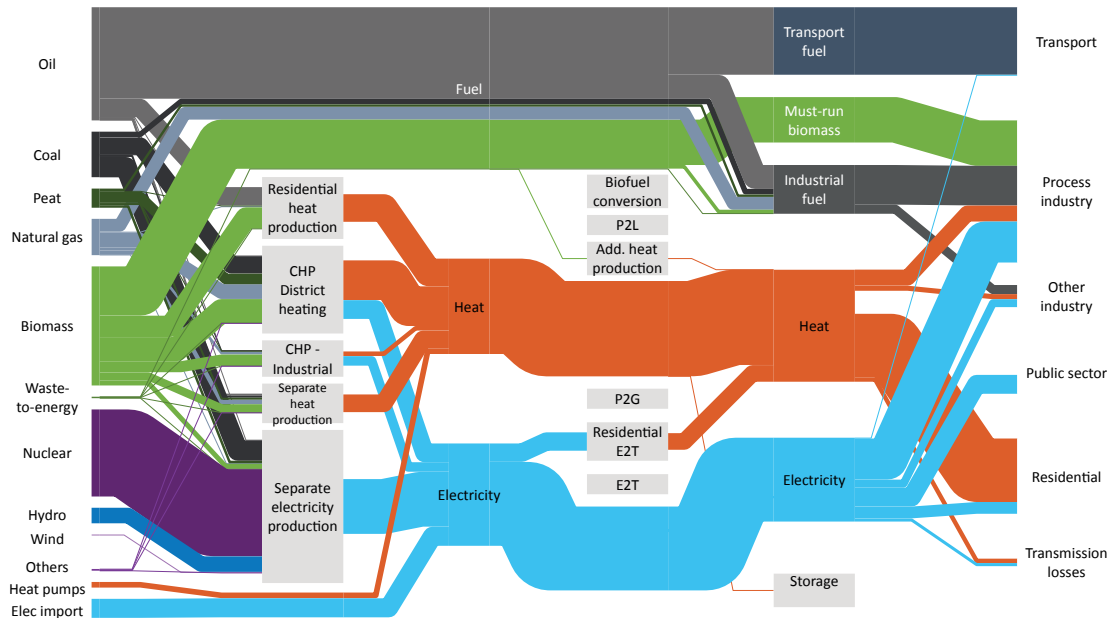 Oil
Coal
Peat
Natural gas
Biomass
Waste-
to-energy
Nuclear
Hydro
Wind
Others
Heat pumps
Elec import
Fuel
Residential
heat
production
CHP
District
heating
CHP -
Industrial
Separate
heat
production
Separate
electricity
production
Heat
Electricity
Biofuel
conversion
P2L
Add. heat
production
P2G
Residential
E2T
E2T
Transport
fuel
Must-run
biomass
Industrial
fuel
Heat
Electricity
Storage
Transport
Process
industry
Other
industry
Public sector
Residential
Transmission
losses